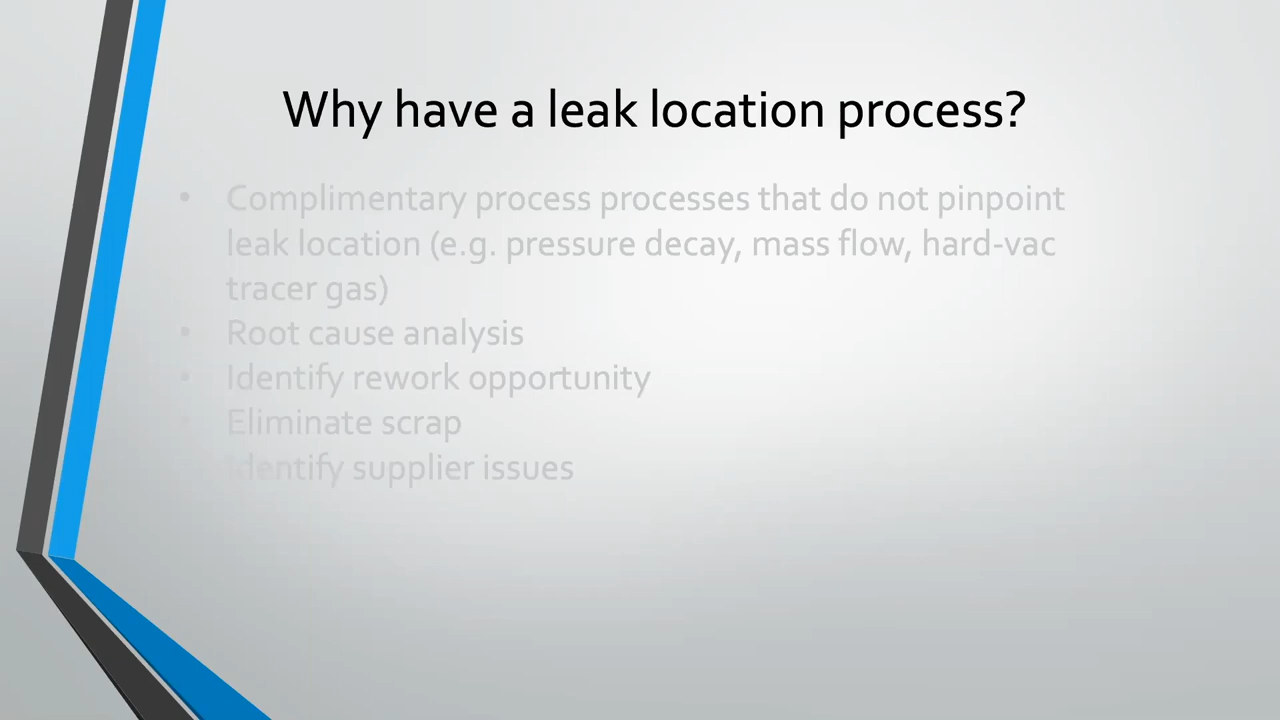 Why have a leak location process?
• Complimentary process processes that do not pinpoint
leak location (e.g. pressure decay, mass flow, hard-vac
tracer gas)
• Root cause analysis
• Identify rework opportunity
• Eliminate scrap
• Identify supplier issues